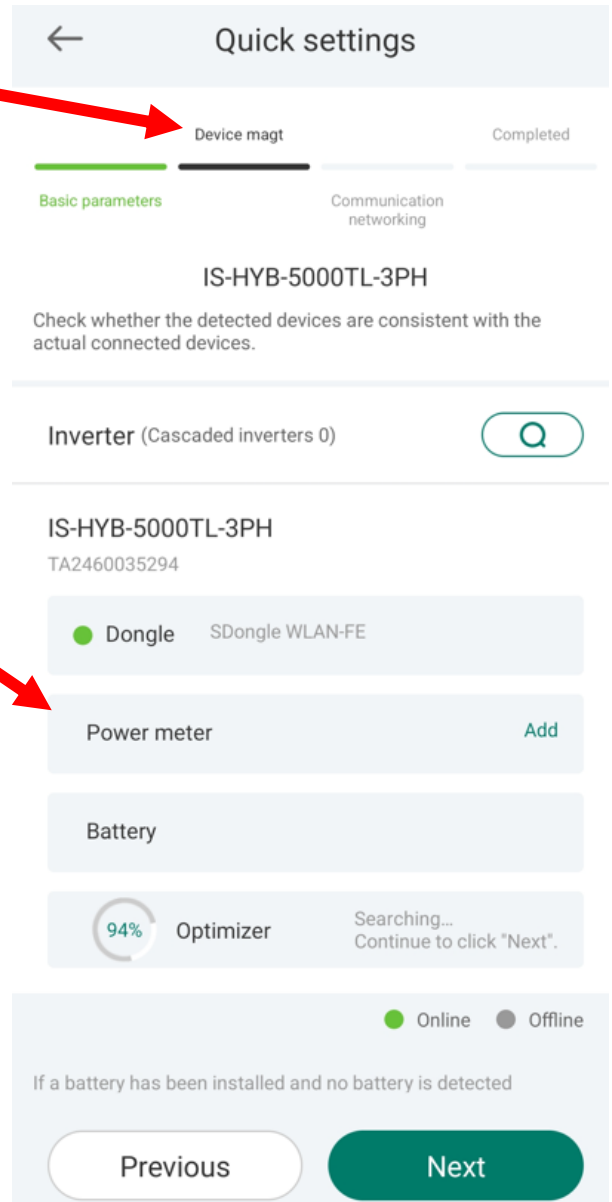 Quick settings
Device magt
Completed
Basic parameters
Communication
networking
IS-HYB-5000TL-3PH
Check whether the detected devices are consistent with the
actual connected devices.
Inverter (Cascaded inverters 0)
IS-HYB-5000TL-3PH
TA2460035294
Dongle SDongle WLAN-FE
Power meter Add
Battery
94% Optimizer Searching...
Continue to click "Next".
Online Offline
If a battery has been installed and no battery is detected
Previous Next